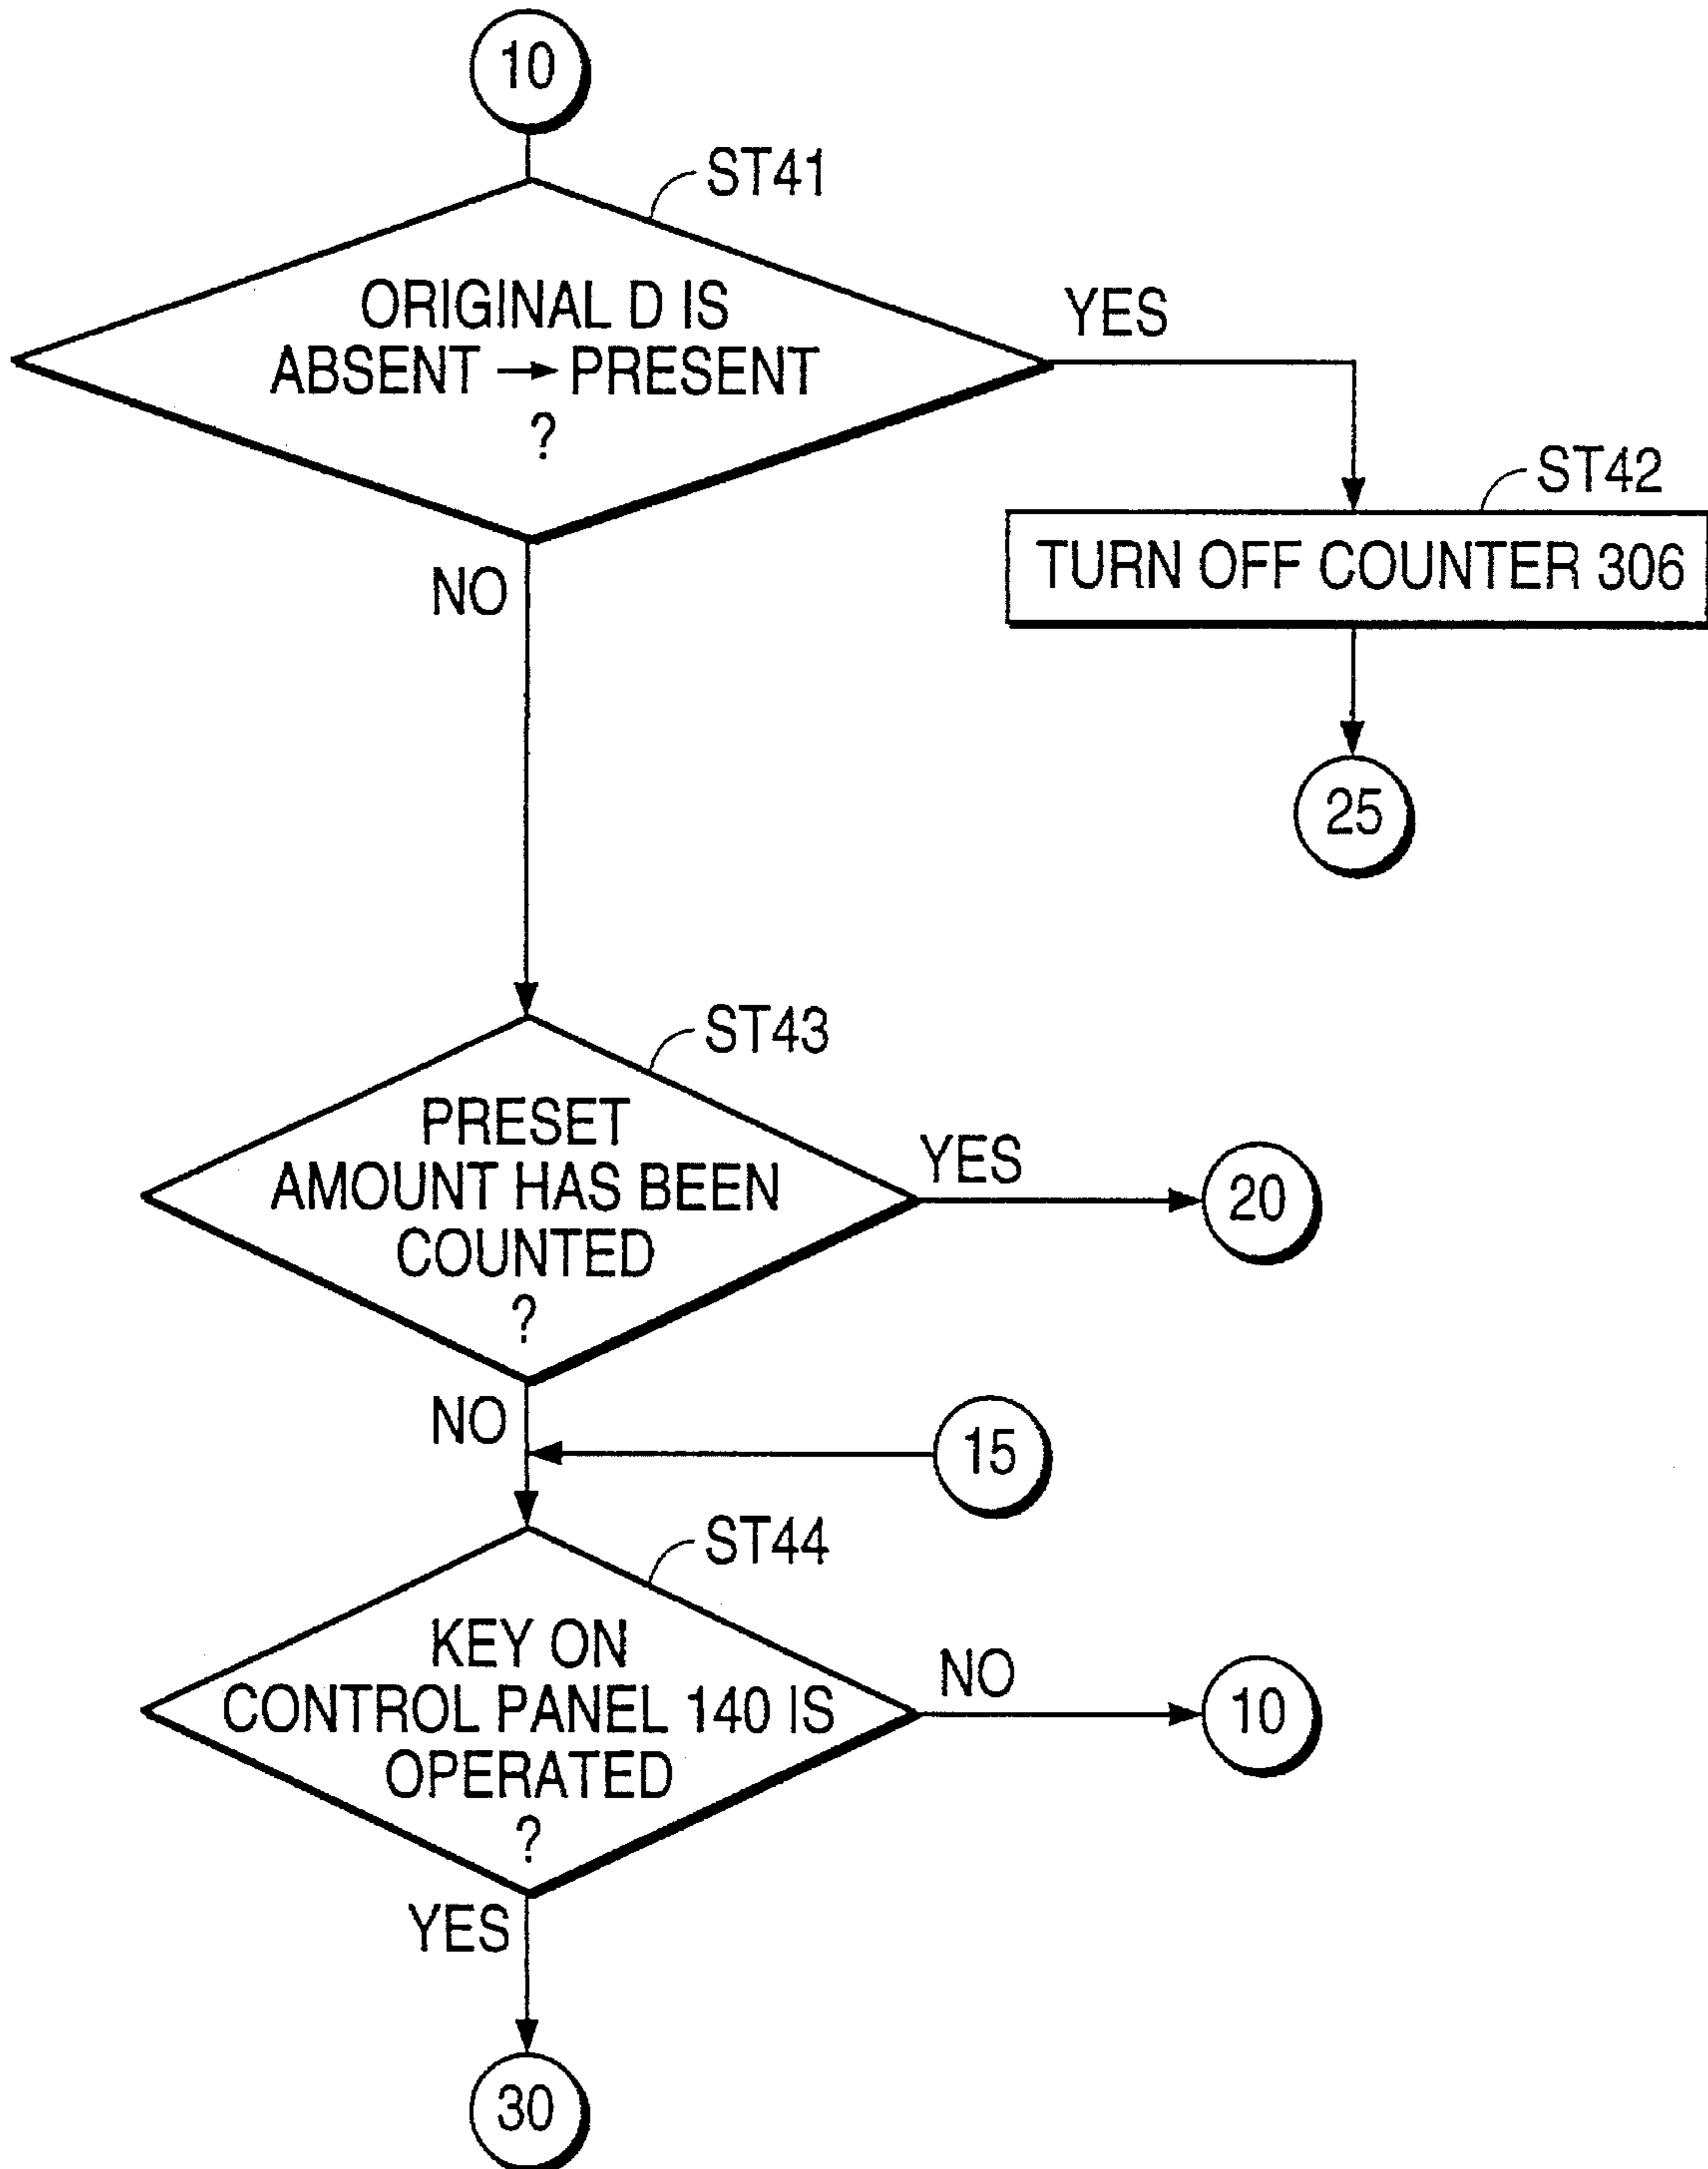 10
ST41
ORIGINAL D IS
ABSENT → PRESENT
?
YES
NO
ST42
TURN OFF COUNTER 306
25
ST43
PRESET
AMOUNT HAS BEEN
COUNTED
?
YES
20
NO
15
ST44
KEY ON
CONTROL PANEL 140 IS
OPERATED
?
NO
10
YES
30